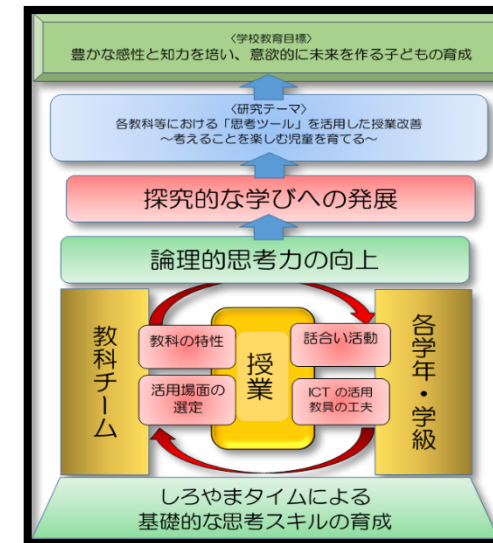 〈学校教育目標〉
豊かな感性と知力を培い、意欲的に未来を作る子どもの育成
〈研究テーマ〉
各教科等における「思考ツール」を活用した授業改善
～考えることを楽しむ児童を育てる～
探究的な学びへの発展
論理的思考力の向上
教科チーム
教科の特性
活用場面の
選定
授業
話合い活動
ICT の活用
教具の工夫
各学年・学級
しろやまタイムによる
基礎的な思考スキルの育成